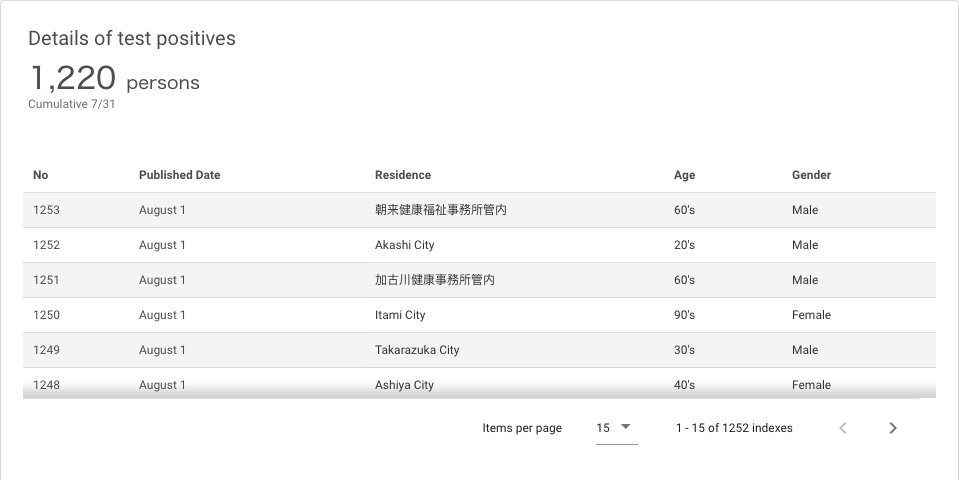 Details of test positives
1,220 persons
Cumulative 7/31
No Published Date Residence Age Gender
1253 August 1 朝来健康福祉事務所管内 60's Male
1252 August 1 Akashi City 20's Male
1251 August 1 加古川健康事務所管内 60's Male
1250 August 1 Itami City 90's Female
1249 August 1 Takarazuka City 30's Male
1248 August 1 Ashiya City 40's Female
Items per page 15 1 - 15 of 1252 indexes